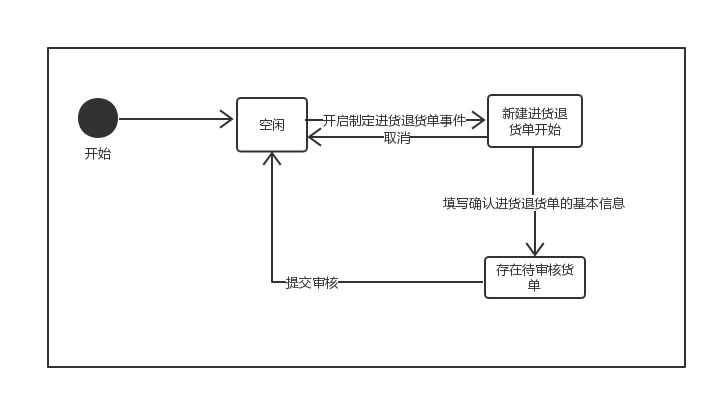 开始
空闲
开启制定进货退货单事件
取消
新建进货退
货单开始
填写确认进货退货单的基本信息
存在待审核货
单
提交审核